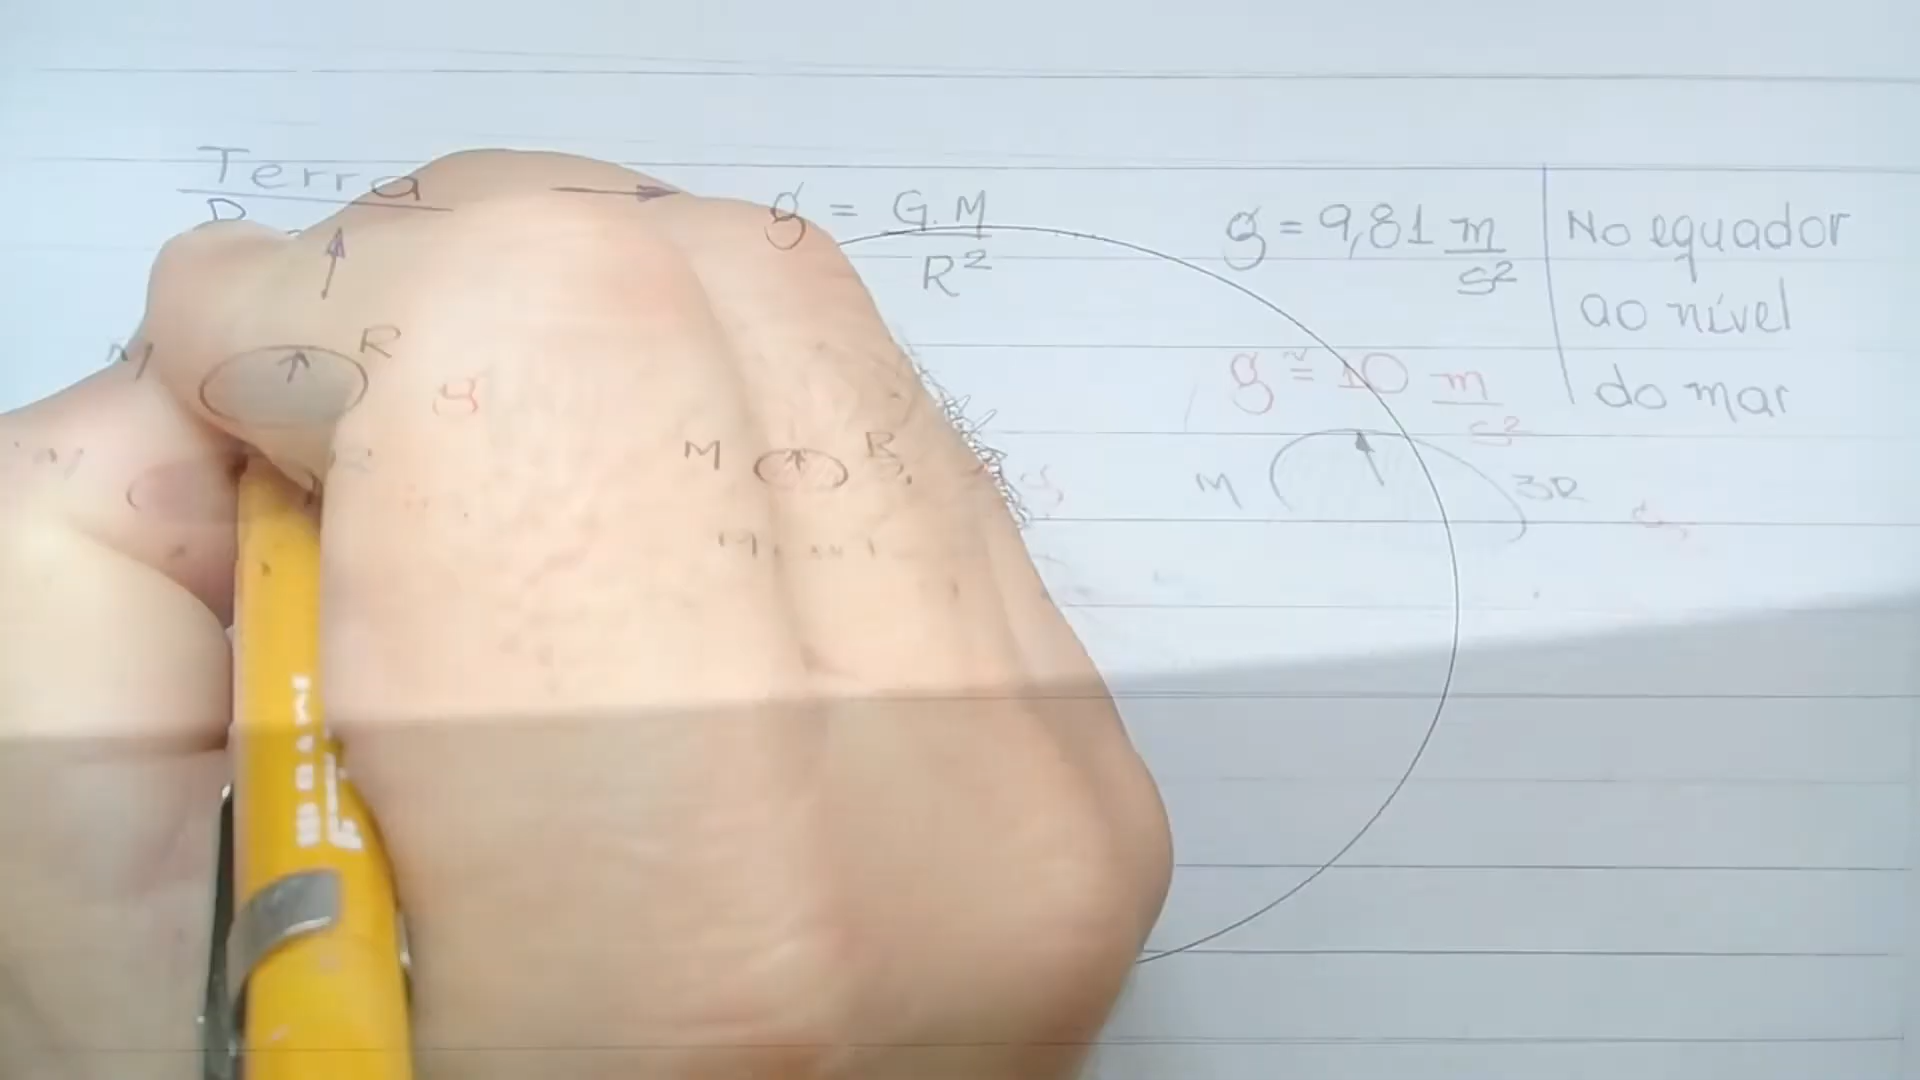 Terra
g = G.M / R²
g = 9,81 m/s²
No equador
ao nível
do mar
R
g ≅ 10 m/s²
g
M
R
M
3R